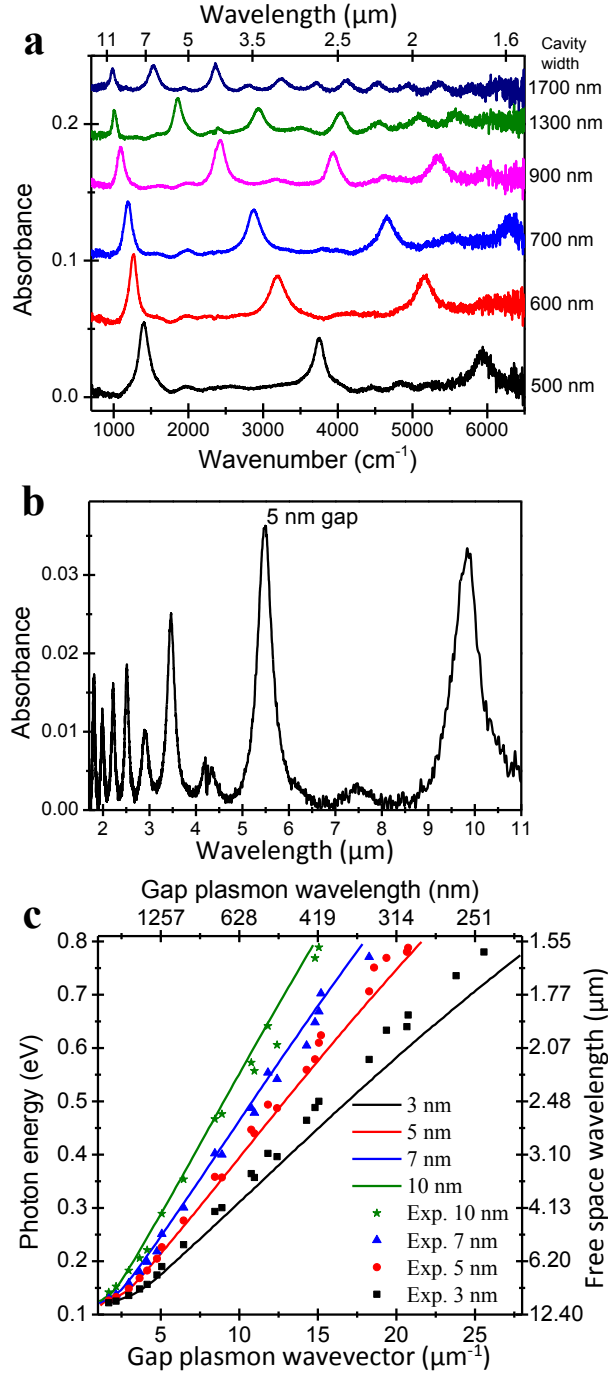 a
Wavelength (μm)
11 7 5 3.5 2.5 2 1.6
Cavity width
1700 nm
1300 nm
900 nm
700 nm
600 nm
500 nm
0.2
0.1
0.0
Absorbance
1000 2000 3000 4000 5000 6000
Wavenumber (cm⁻¹)
b
5 nm gap
0.03
0.02
0.01
0.00
Absorbance
2 3 4 5 6 7 8 9 10 11
Wavelength (μm)
c
Gap plasmon wavelength (nm)
1257 628 419 314 251
0.8
0.7
0.6
0.5
0.4
0.3
0.2
0.1
Photon energy (eV)
1.55
1.77
2.07
2.48
3.10
4.13
6.20
12.40
Free space wavelength (μm)
3 nm
5 nm
7 nm
10 nm
Exp. 10 nm
Exp. 7 nm
Exp. 5 nm
Exp. 3 nm
5 10 15 20 25
Gap plasmon wavevector (μm⁻¹)